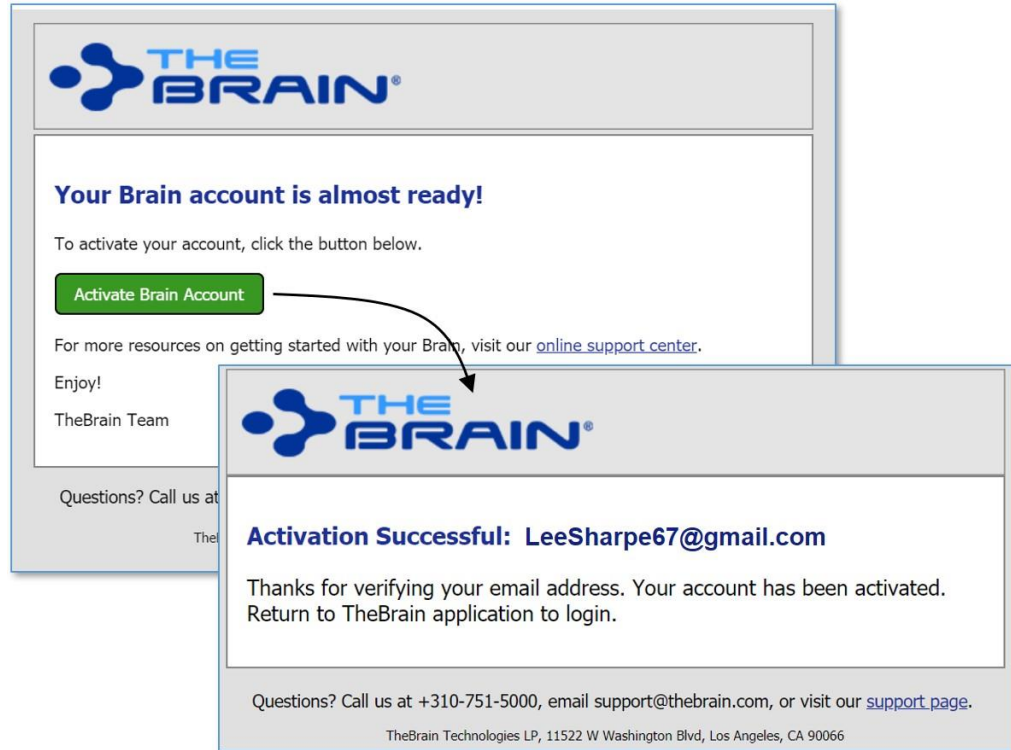 THE
BRAIN®
Your Brain account is almost ready!
To activate your account, click the button below.
Activate Brain Account
For more resources on getting started with your Brain, visit our online support center.
Enjoy!
TheBrain Team
Questions? Call us at
THE
BRAIN®
Activation Successful: LeeSharpe67@gmail.com
Thanks for verifying your email address. Your account has been activated.
Return to TheBrain application to login.
Questions? Call us at +310-751-5000, email support@thebrain.com, or visit our support page.
TheBrain Technologies LP, 11522 W Washington Blvd, Los Angeles, CA 90066